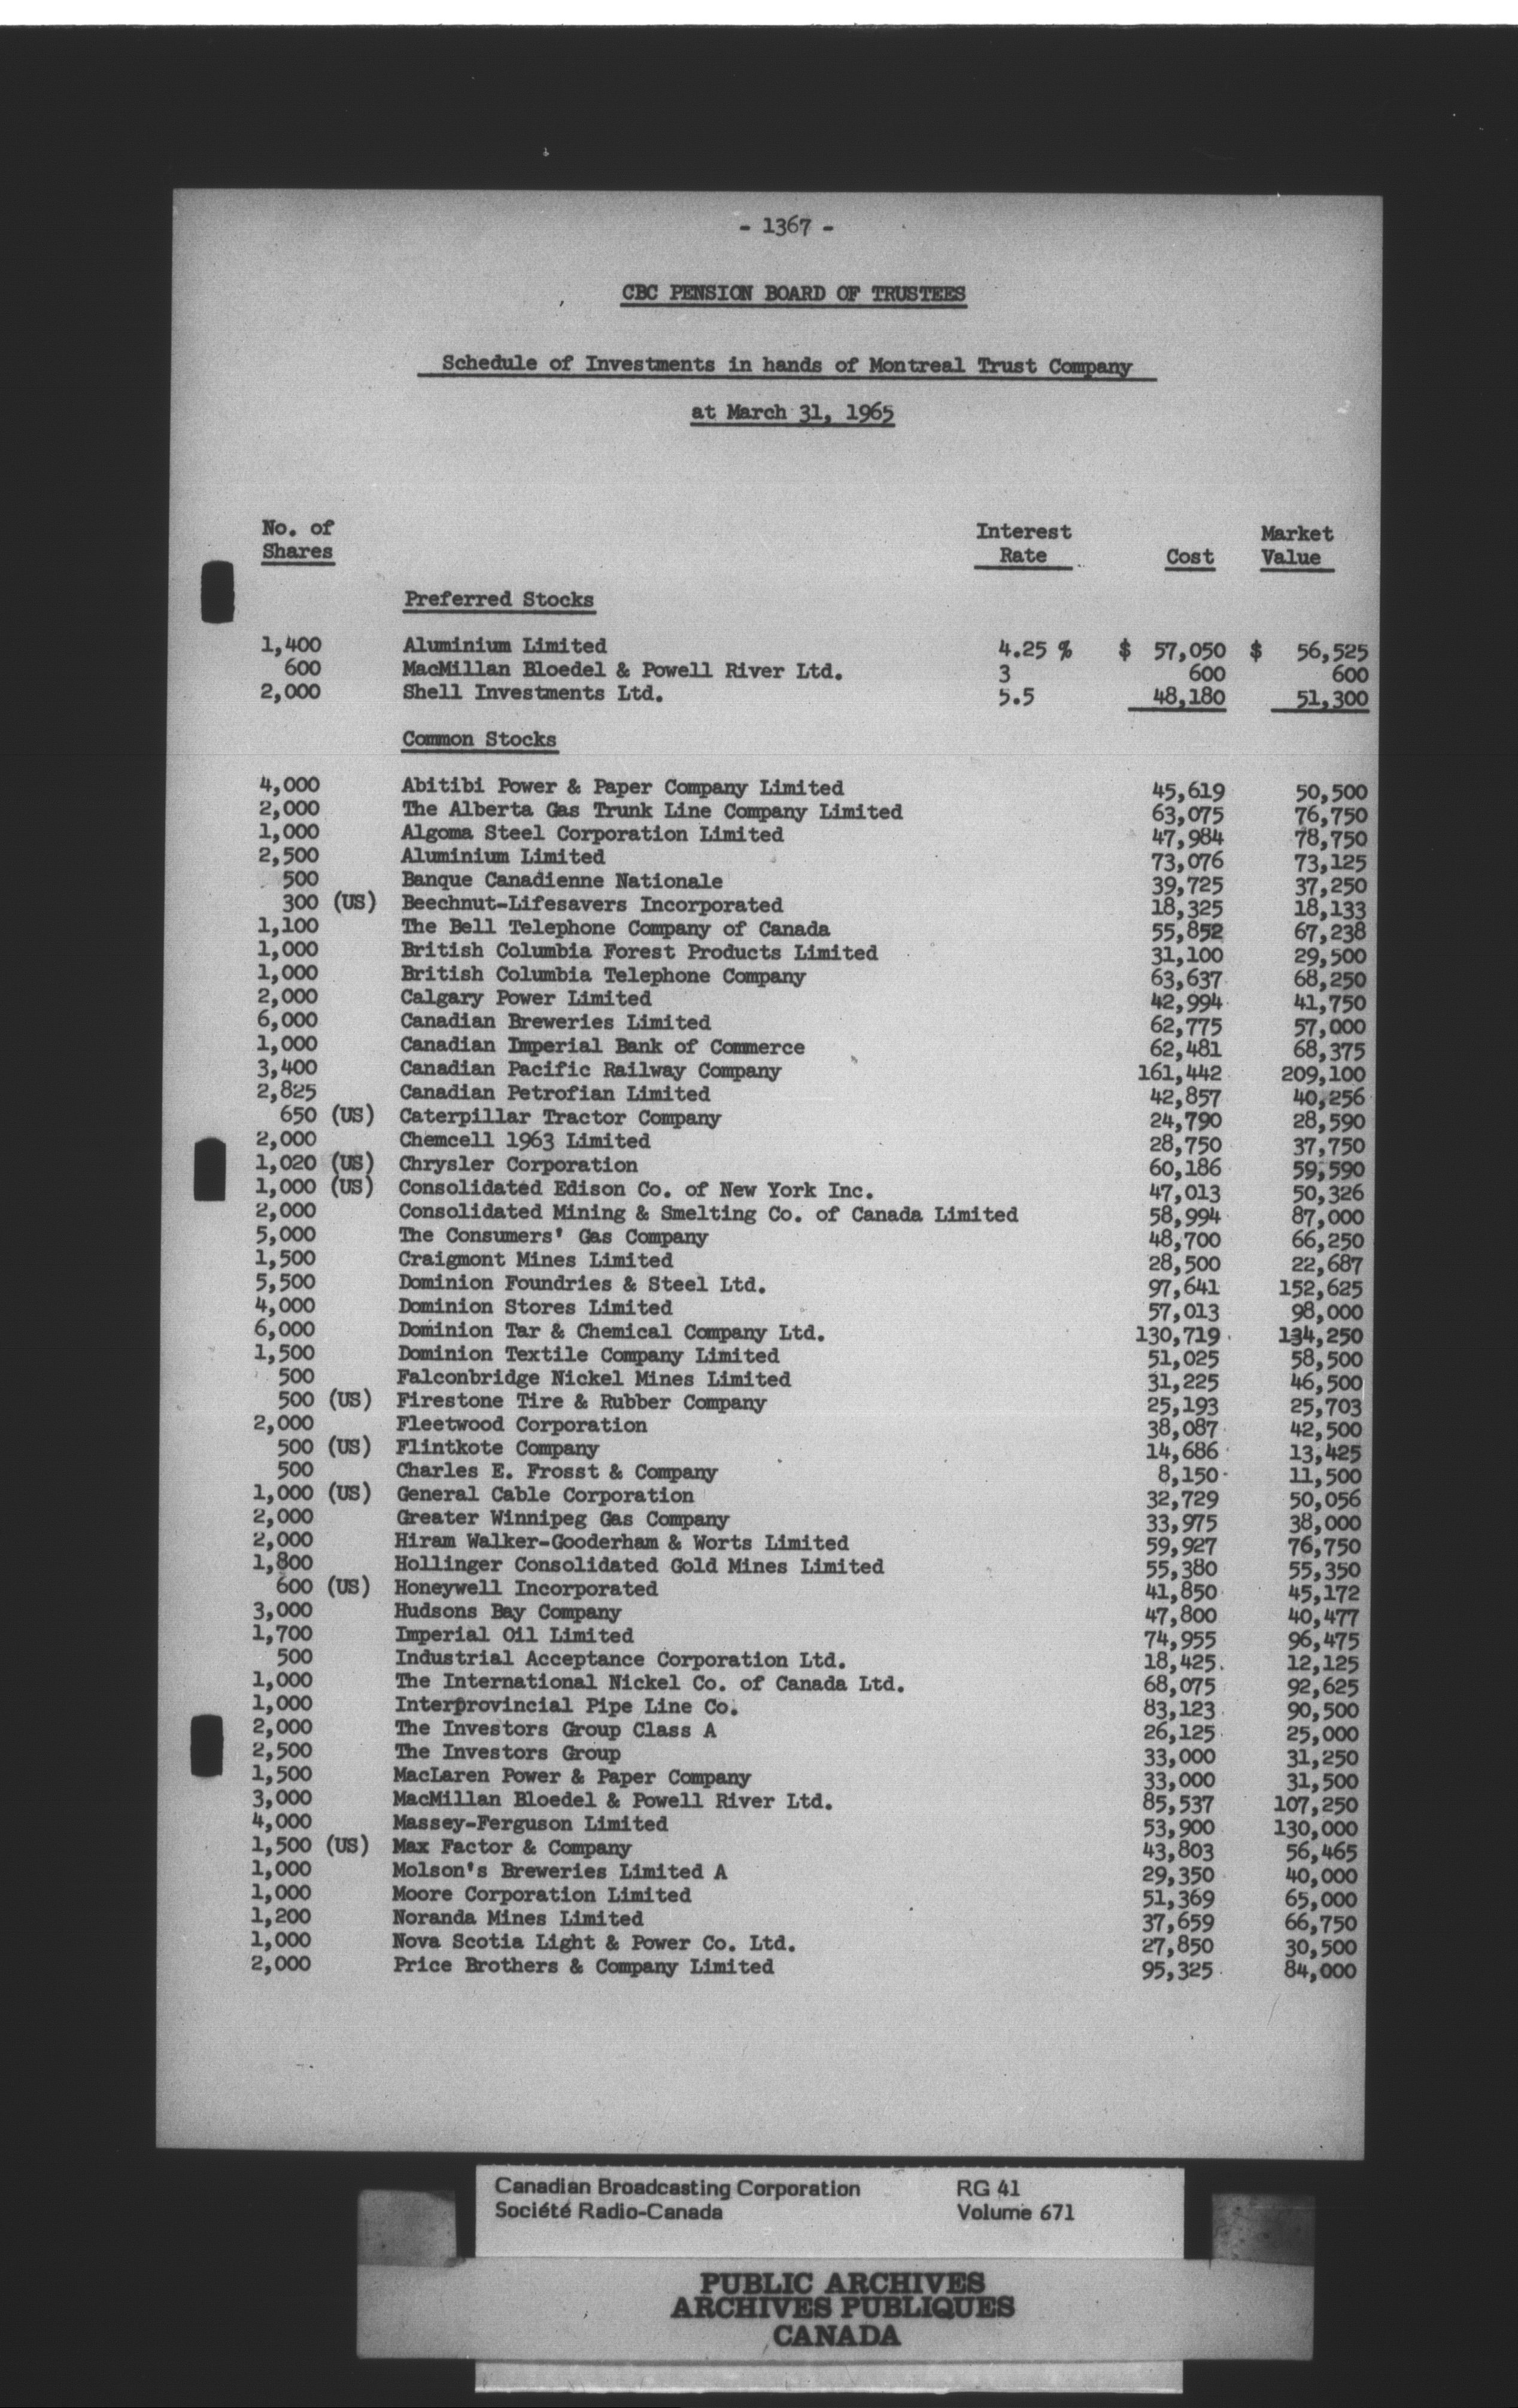 - 1367 -
CBC PENSION BOARD OF TRUSTEES
Schedule of Investments in hands of Montreal Trust Company
at March 31, 1965
No. of Interest Market
Shares Rate Cost Value
Preferred Stocks
1,400 Aluminium Limited 4.25 % $ 57,050 $ 56,525
600 MacMillan Bloedel & Powell River Ltd. 3 600 600
2,000 Shell Investments Ltd. 5.5 48,180 51,300
Common Stocks
4,000 Abitibi Power & Paper Company Limited 45,619 50,500
2,000 The Alberta Gas Trunk Line Company Limited 63,075 76,750
1,000 Algoma Steel Corporation Limited 47,984 78,750
2,500 Aluminium Limited 73,076 73,125
500 Banque Canadienne Nationale 39,725 37,250
300 (US) Beechnut-Lifesavers Incorporated 18,325 18,133
1,100 The Bell Telephone Company of Canada 55,852 67,238
1,000 British Columbia Forest Products Limited 31,100 29,500
1,000 British Columbia Telephone Company 63,637 68,250
2,000 Calgary Power Limited 42,994 41,750
6,000 Canadian Breweries Limited 62,775 57,000
1,000 Canadian Imperial Bank of Commerce 62,481 68,375
3,400 Canadian Pacific Railway Company 161,442 209,100
2,825 Canadian Petrofian Limited 42,857 40,256
650 (US) Caterpillar Tractor Company 24,790 28,590
2,000 Chemcell 1963 Limited 28,750 37,750
1,020 (US) Chrysler Corporation 60,186 59,590
1,000 (US) Consolidated Edison Co. of New York Inc. 47,013 50,326
2,000 Consolidated Mining & Smelting Co. of Canada Limited 58,994 87,000
5,000 The Consumers' Gas Company 48,700 66,250
1,500 Craigmont Mines Limited 28,500 22,687
5,500 Dominion Foundries & Steel Ltd. 97,641 152,625
4,000 Dominion Stores Limited 57,013 98,000
6,000 Dominion Tar & Chemical Company Ltd. 130,719 134,250
1,500 Dominion Textile Company Limited 51,025 58,500
500 Falconbridge Nickel Mines Limited 31,225 46,500
500 (US) Firestone Tire & Rubber Company 25,193 25,703
2,000 Fleetwood Corporation 38,087 42,500
500 (US) Flintkote Company 14,686 13,425
500 Charles E. Frosst & Company 8,150 11,500
1,000 (US) General Cable Corporation 32,729 50,056
2,000 Greater Winnipeg Gas Company 33,975 38,000
2,000 Hiram Walker-Gooderham & Worts Limited 59,927 76,750
1,800 Hollinger Consolidated Gold Mines Limited 55,380 55,350
600 (US) Honeywell Incorporated 41,850 45,172
3,000 Hudsons Bay Company 47,800 40,477
1,700 Imperial Oil Limited 74,955 96,475
500 Industrial Acceptance Corporation Ltd. 18,425 12,125
1,000 The International Nickel Co. of Canada Ltd. 68,075 92,625
1,000 Interprovincial Pipe Line Co. 83,123 90,500
2,000 The Investors Group Class A 26,125 25,000
2,500 The Investors Group 33,000 31,250
1,500 MacLaren Power & Paper Company 33,000 31,500
3,000 MacMillan Bloedel & Powell River Ltd. 85,537 107,250
4,000 Massey-Ferguson Limited 53,900 130,000
1,500 (US) Max Factor & Company 43,803 56,465
1,000 Molson's Breweries Limited A 29,350 40,000
1,000 Moore Corporation Limited 51,369 65,000
1,200 Noranda Mines Limited 37,659 66,750
1,000 Nova Scotia Light & Power Co. Ltd. 27,850 30,500
2,000 Price Brothers & Company Limited 95,325 84,000
Canadian Broadcasting Corporation RG 41
Société Radio-Canada Volume 671
PUBLIC ARCHIVES
ARCHIVES PUBLIQUES
CANADA